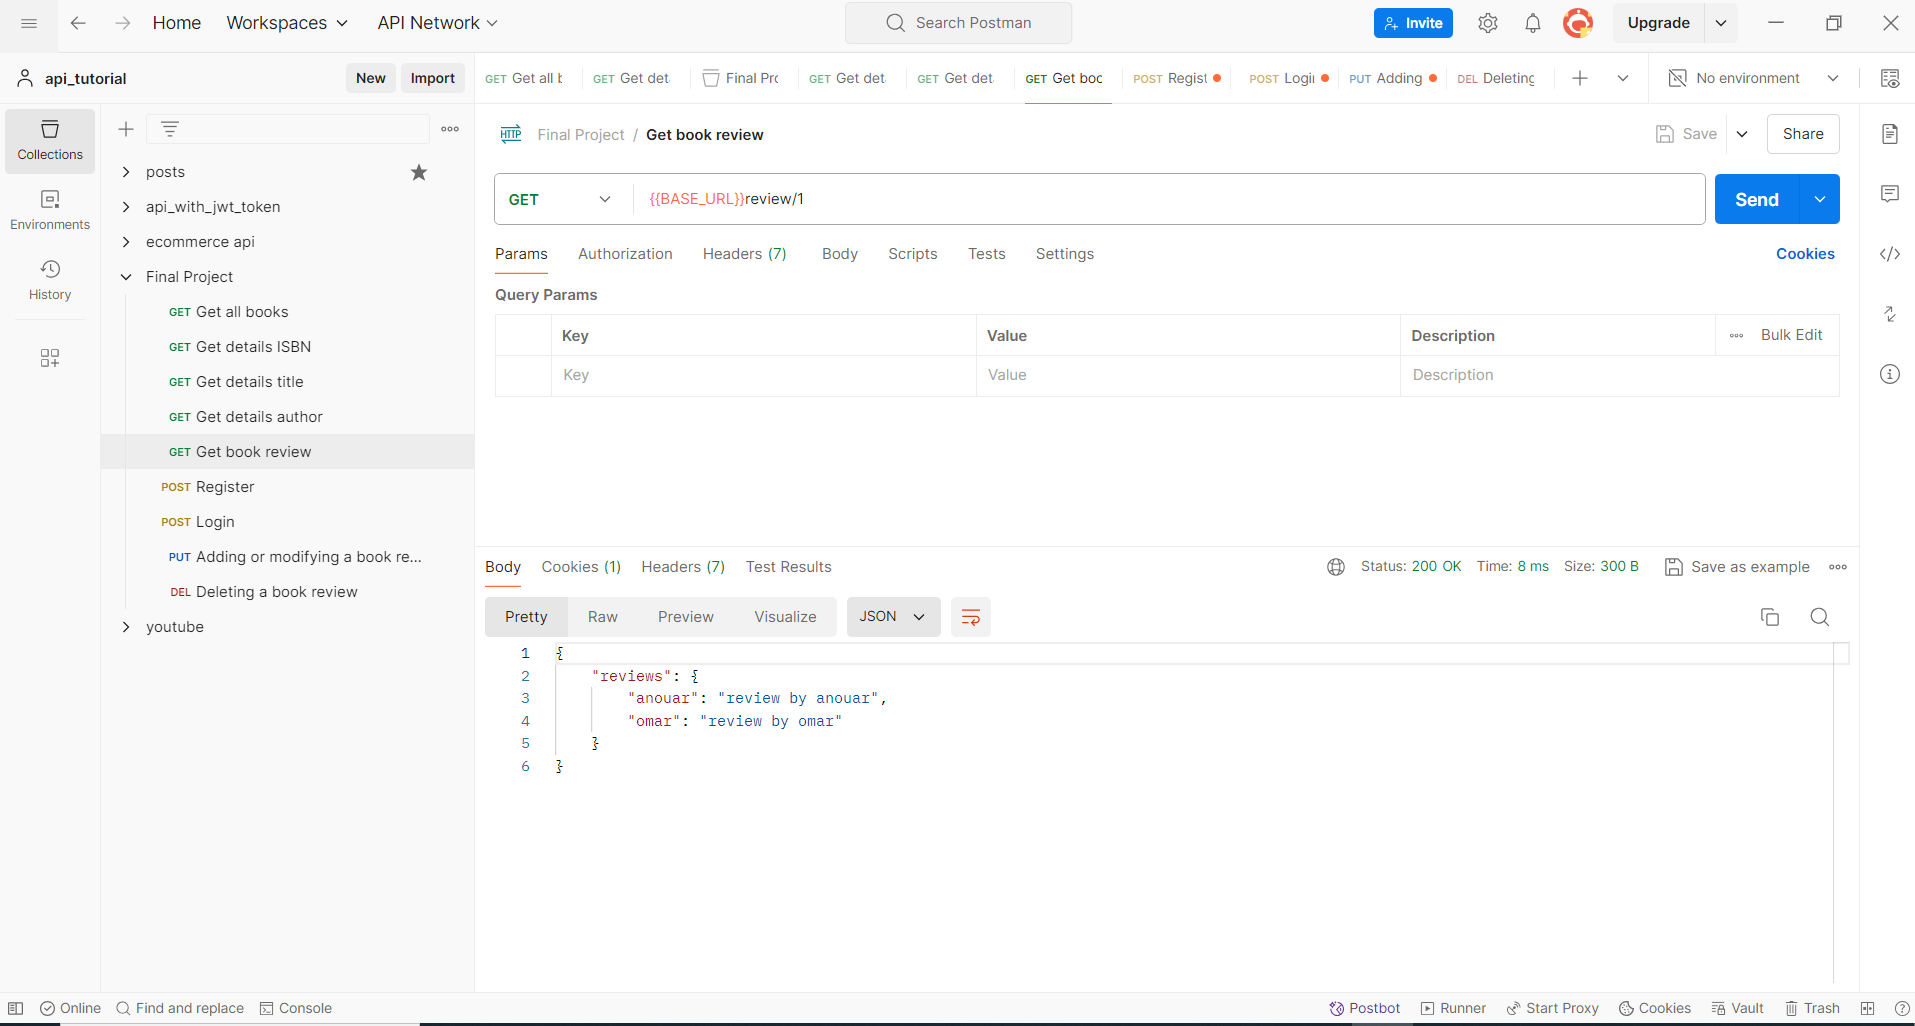 Home Workspaces API Network Search Postman Invite Upgrade
api_tutorial New Import GET Get all b GET Get det GET Final Pro GET Get det GET Get det GET Get boo POST Regist POST Logi PUT Adding DEL Deleting No environment
Collections
Environments
History
posts
api_with_jwt_token
ecommerce api
Final Project
GET Get all books
GET Get details ISBN
GET Get details title
GET Get details author
GET Get book review
POST Register
POST Login
PUT Adding or modifying a book re...
DEL Deleting a book review
youtube
HTTP Final Project / Get book review Save Share
GET {{BASE_URL}}review/1 Send
Params Authorization Headers (7) Body Scripts Tests Settings Cookies
Query Params
Key Value Description Bulk Edit
Key Value Description
Body Cookies (1) Headers (7) Test Results Status: 200 OK Time: 8 ms Size: 300 B Save as example
Pretty Raw Preview Visualize JSON
1 {
2 "reviews": {
3 "anouar": "review by anouar",
4 "omar": "review by omar"
5 }
6 }
Online Find and replace Console Postbot Runner Start Proxy Cookies Vault Trash